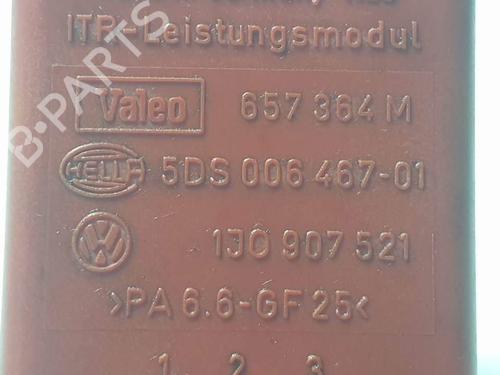 ITR-Leistungsmodul
Valeo 657 364 M
HELLA 5DS 006 467-01
VW 1J0 907 521
>PA 6.6-GF 25<
1 2 3
B-PARTS